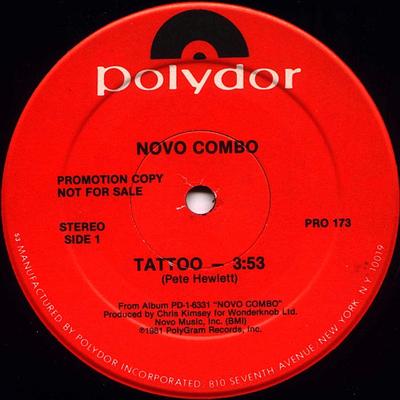 polydor
NOVO COMBO
PROMOTION COPY
NOT FOR SALE
STEREO
SIDE 1
PRO 173
TATTOO — 3:53
(Pete Hewlett)
From Album PD-1-6331 "NOVO COMBO"
Produced by Chris Kimsey for Wonderknob Ltd.
Novo Music, Inc. (BMI)
©1981 PolyGram Records, Inc.
53 MANUFACTURED BY POLYDOR INCORPORATED: 810 SEVENTH AVENUE, NEW YORK, N.Y. 10019